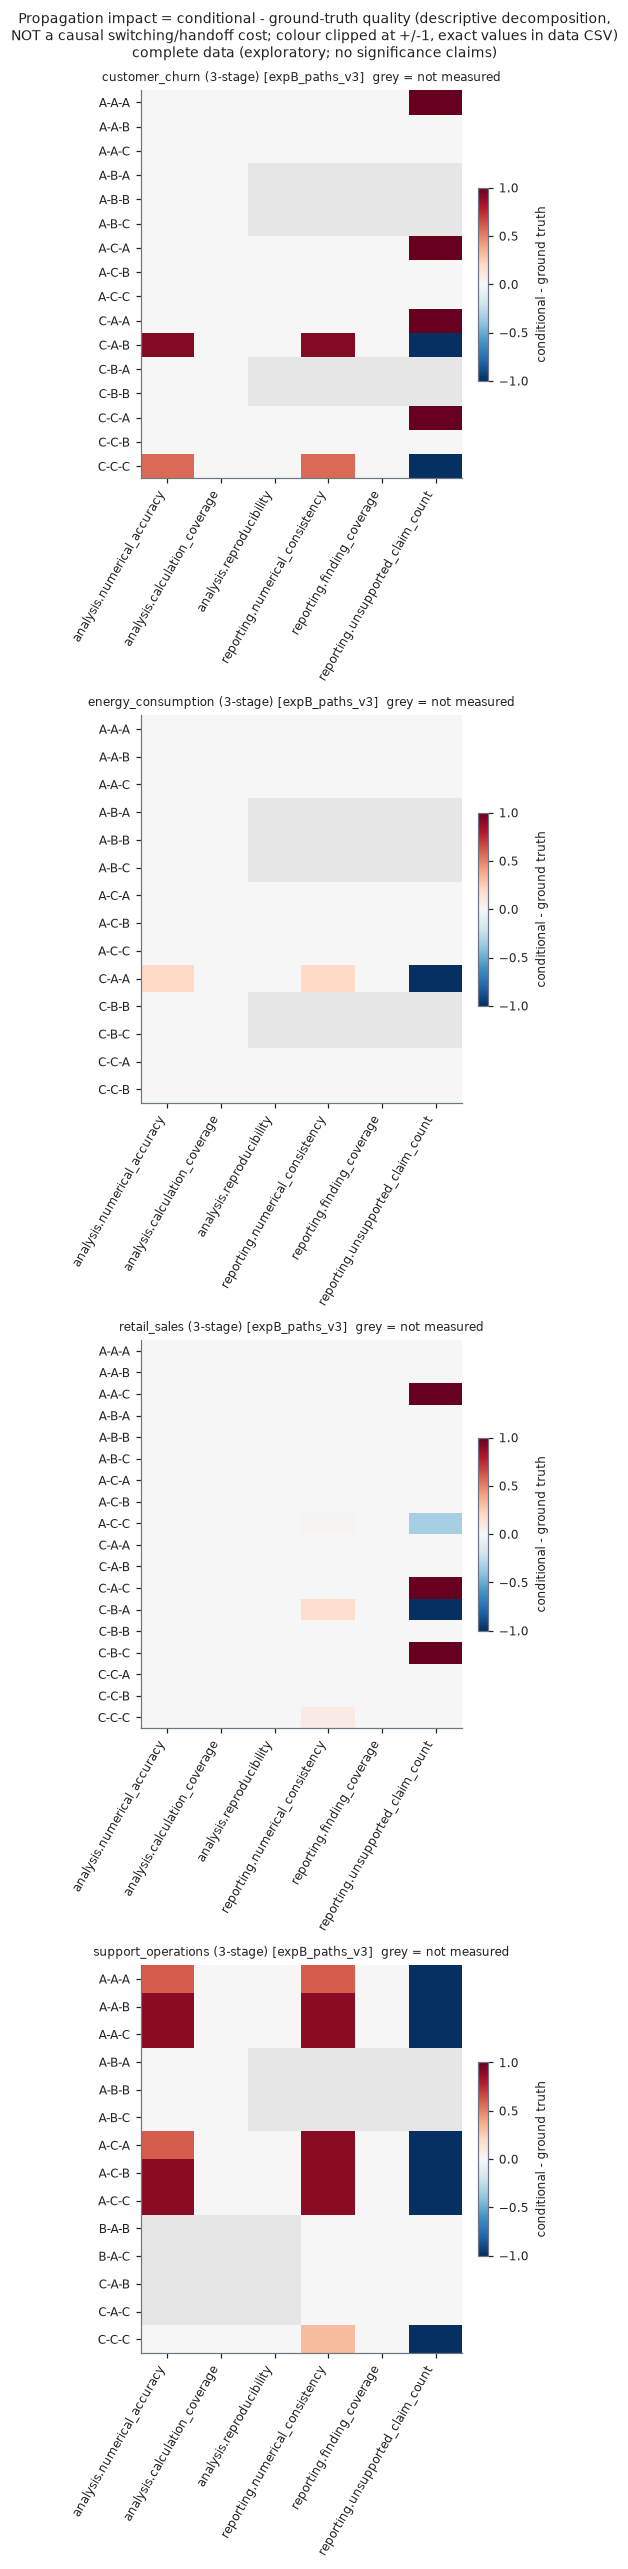 Propagation impact = conditional - ground-truth quality (descriptive decomposition,
NOT a causal switching/handoff cost; colour clipped at +/-1, exact values in data CSV)
complete data (exploratory; no significance claims)
customer_churn (3-stage) [expB_paths_v3]  grey = not measured
A-A-A
A-A-B
A-A-C
A-B-A
A-B-B
A-B-C
A-C-A
A-C-B
A-C-C
C-A-A
C-A-B
C-B-A
C-B-B
C-C-A
C-C-B
C-C-C
analysis.numerical_accuracy
analysis.calculation_coverage
analysis.reproducibility
reporting.numerical_consistency
reporting.finding_coverage
reporting.unsupported_claim_count
1.0
0.5
0.0
−0.5
−1.0
conditional - ground truth
energy_consumption (3-stage) [expB_paths_v3]  grey = not measured
A-A-A
A-A-B
A-A-C
A-B-A
A-B-B
A-B-C
A-C-A
A-C-B
A-C-C
C-A-A
C-B-B
C-B-C
C-C-A
C-C-B
analysis.numerical_accuracy
analysis.calculation_coverage
analysis.reproducibility
reporting.numerical_consistency
reporting.finding_coverage
reporting.unsupported_claim_count
1.0
0.5
0.0
−0.5
−1.0
conditional - ground truth
retail_sales (3-stage) [expB_paths_v3]  grey = not measured
A-A-A
A-A-B
A-A-C
A-B-A
A-B-B
A-B-C
A-C-A
A-C-B
A-C-C
C-A-A
C-A-B
C-A-C
C-B-A
C-B-B
C-B-C
C-C-A
C-C-B
C-C-C
analysis.numerical_accuracy
analysis.calculation_coverage
analysis.reproducibility
reporting.numerical_consistency
reporting.finding_coverage
reporting.unsupported_claim_count
1.0
0.5
0.0
−0.5
−1.0
conditional - ground truth
support_operations (3-stage) [expB_paths_v3]  grey = not measured
A-A-A
A-A-B
A-A-C
A-B-A
A-B-B
A-B-C
A-C-A
A-C-B
A-C-C
B-A-B
B-A-C
C-A-B
C-A-C
C-C-C
analysis.numerical_accuracy
analysis.calculation_coverage
analysis.reproducibility
reporting.numerical_consistency
reporting.finding_coverage
reporting.unsupported_claim_count
1.0
0.5
0.0
−0.5
−1.0
conditional - ground truth